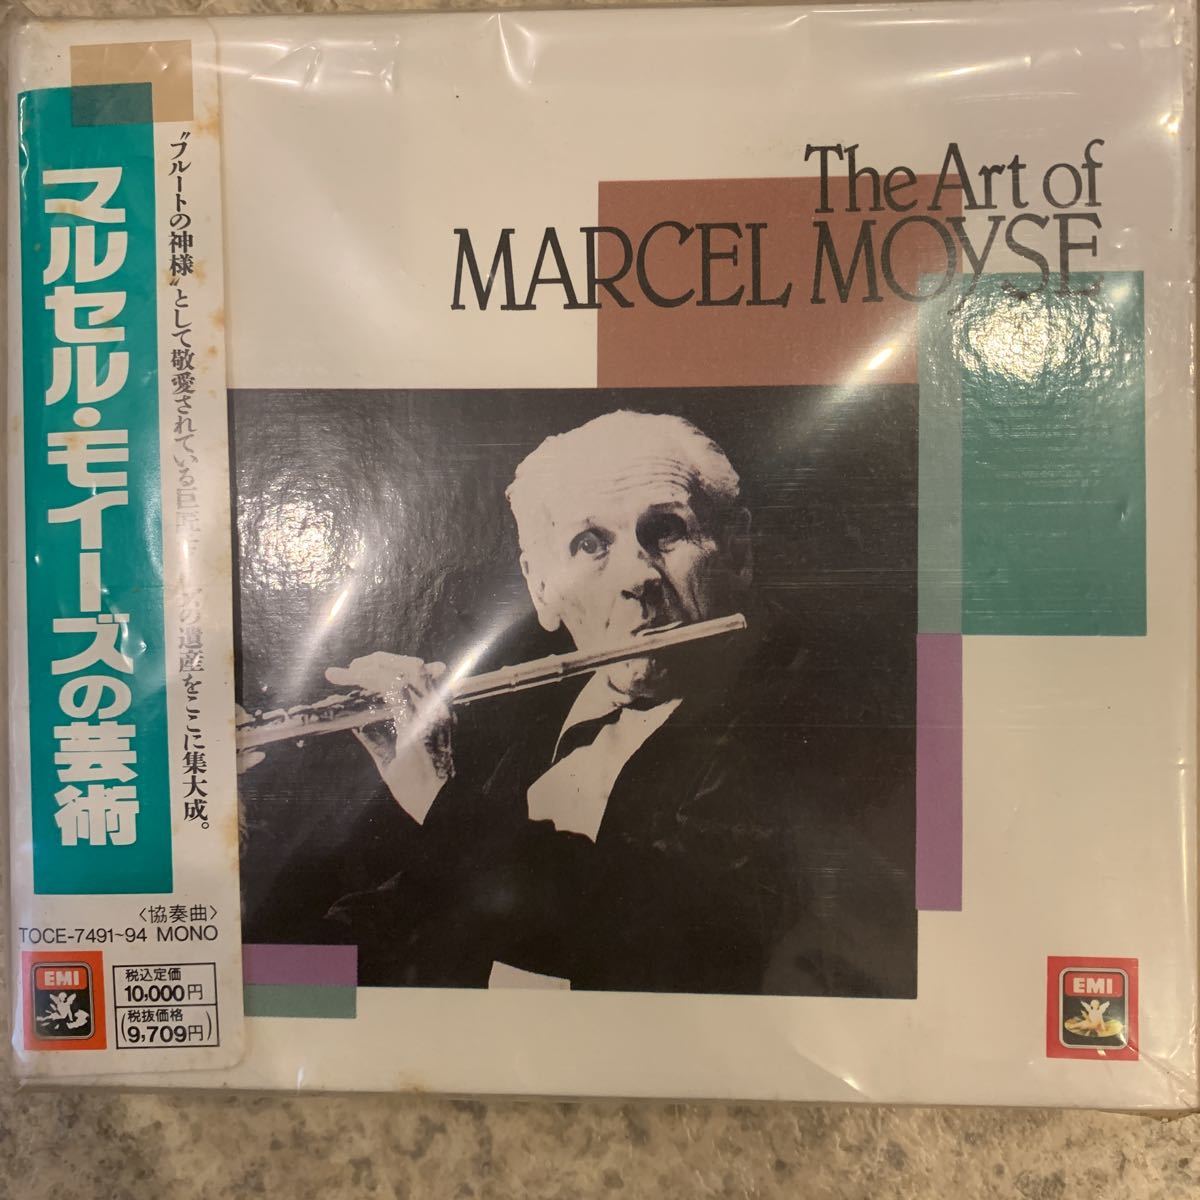 The Art of
MARCEL MOYSE
マルセル・モイーズの芸術
"フルートの神様"として敬愛されている巨匠 の遺産をここに集大成。
〈協奏曲〉
TOCE-7491~94 MONO
EMI
税込定価
10,000円
税抜価格
9,709円
EMI